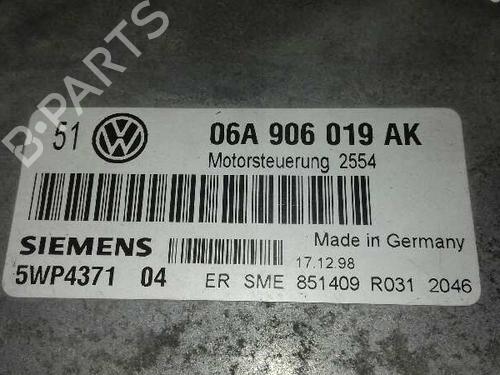 B-PARTS
51 VW 06A 906 019 AK
Motorsteuerung 2554
SIEMENS Made in Germany
17.12.98
5WP4371 04 ER SME 851409 R031 2046